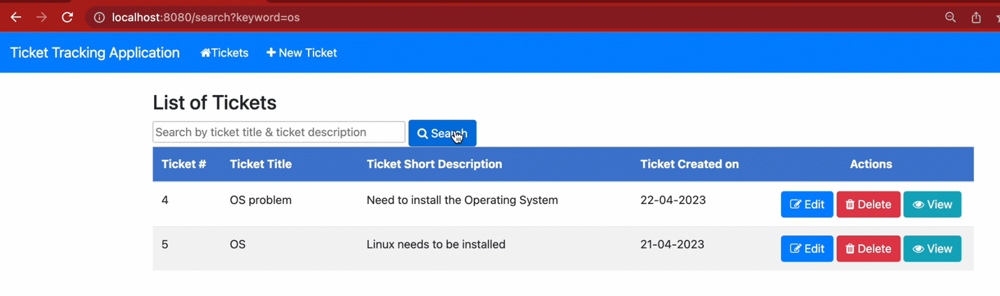 localhost:8080/search?keyword=os
Ticket Tracking Application Tickets New Ticket
List of Tickets
Search by ticket title & ticket description Search
Ticket # Ticket Title Ticket Short Description Ticket Created on Actions
4 OS problem Need to install the Operating System 22-04-2023 Edit Delete View
5 OS Linux needs to be installed 21-04-2023 Edit Delete View